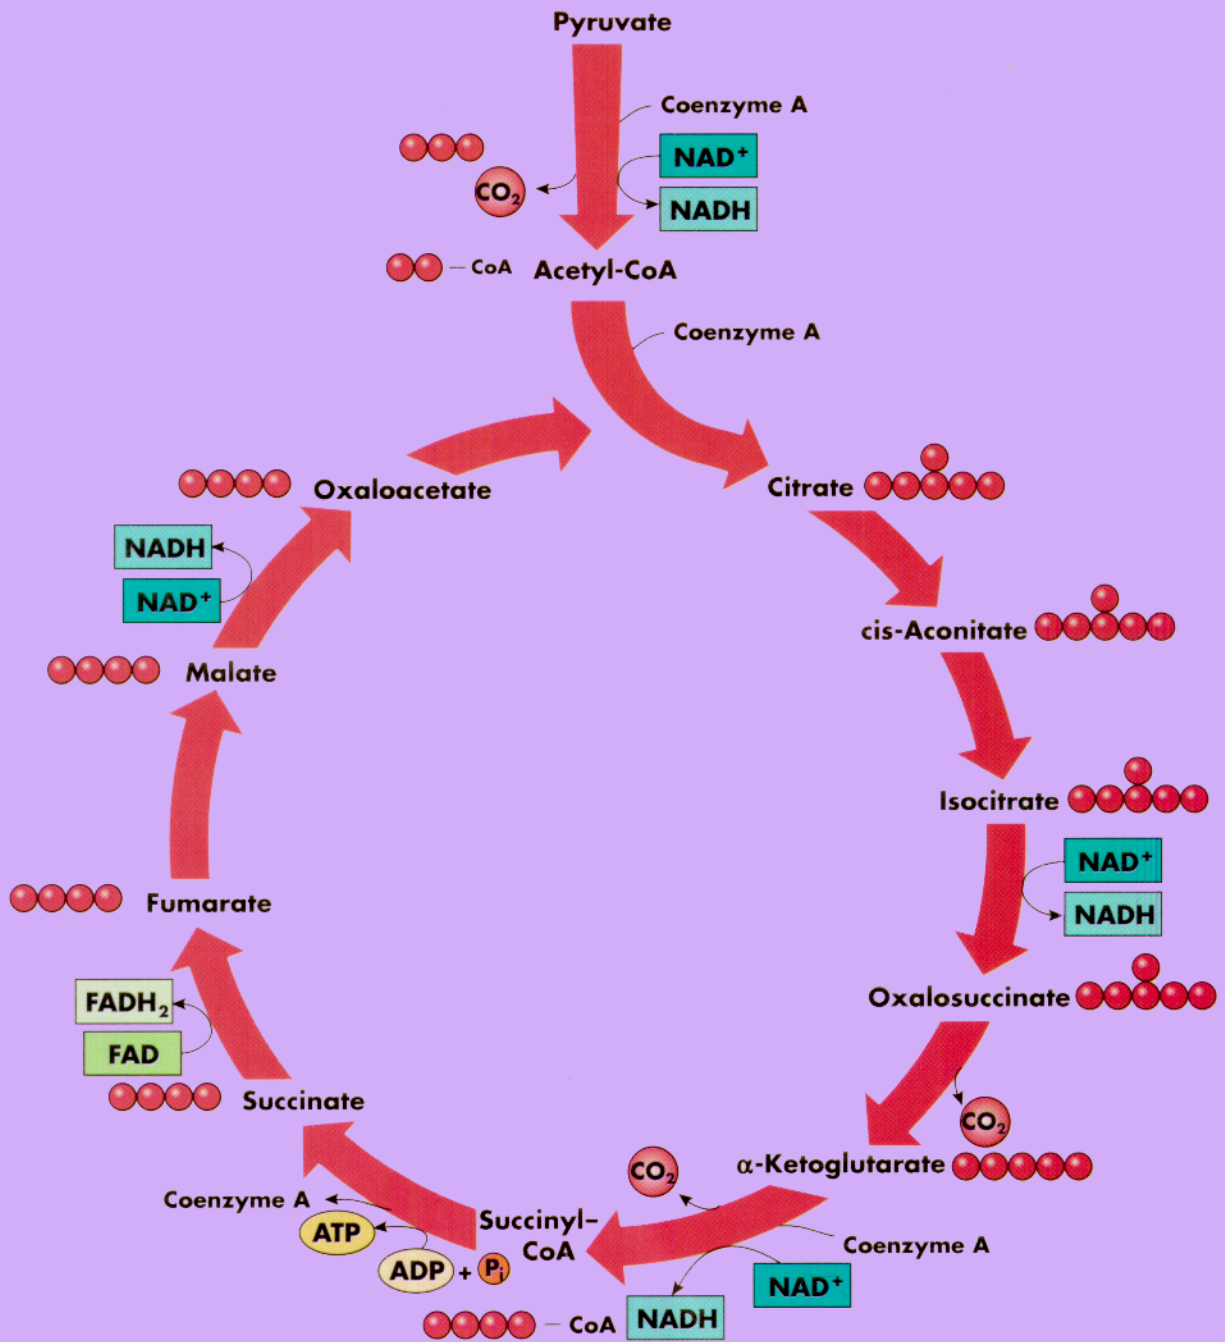 Pyruvate
Coenzyme A
NAD⁺
CO₂
NADH
CoA
Acetyl-CoA
Coenzyme A
Citrate
Oxaloacetate
NADH
NAD⁺
cis-Aconitate
Malate
Isocitrate
NAD⁺
NADH
Fumarate
Oxalosuccinate
FADH₂
FAD
Succinate
CO₂
α-Ketoglutarate
CO₂
Coenzyme A
Succinyl–
CoA
ATP
Coenzyme A
ADP + Pᵢ
NAD⁺
NADH
– CoA